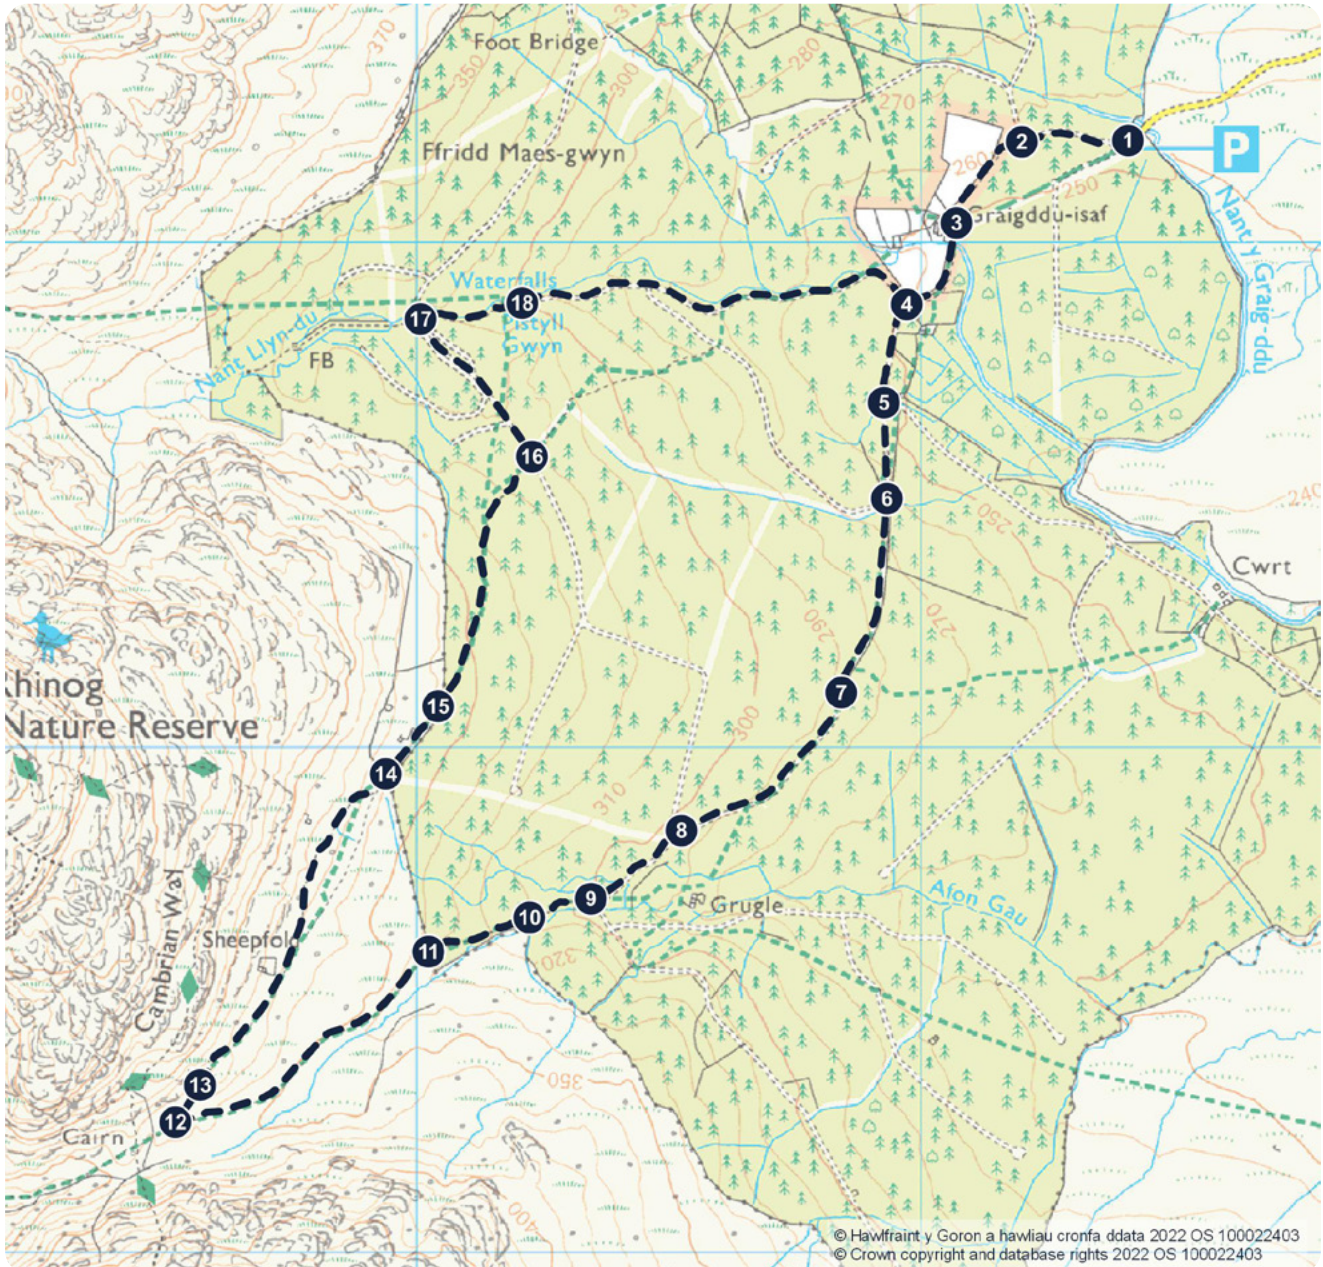 370
300
Foot Bridge
350
300
280
270
Ffridd Maes-gwyn
260
2
1
P
250
3
Graigddu-isaf
Nant y Graig-ddu
Waterfalls
18
Pistyll
Gwyn
17
4
Nant Llyn-du
FB
5
16
6
250
240
Cwrt
290
270
hinog
Nature Reserve
7
15
300
14
310
8
Cambrian Way
9
Grugle
Afon Gau
10
11
Sheepfold
320
350
13
12
Cairn
400
© Hawlfraint y Goron a hawliau cronfa ddata 2022 OS 100022403
© Crown copyright and database rights 2022 OS 100022403